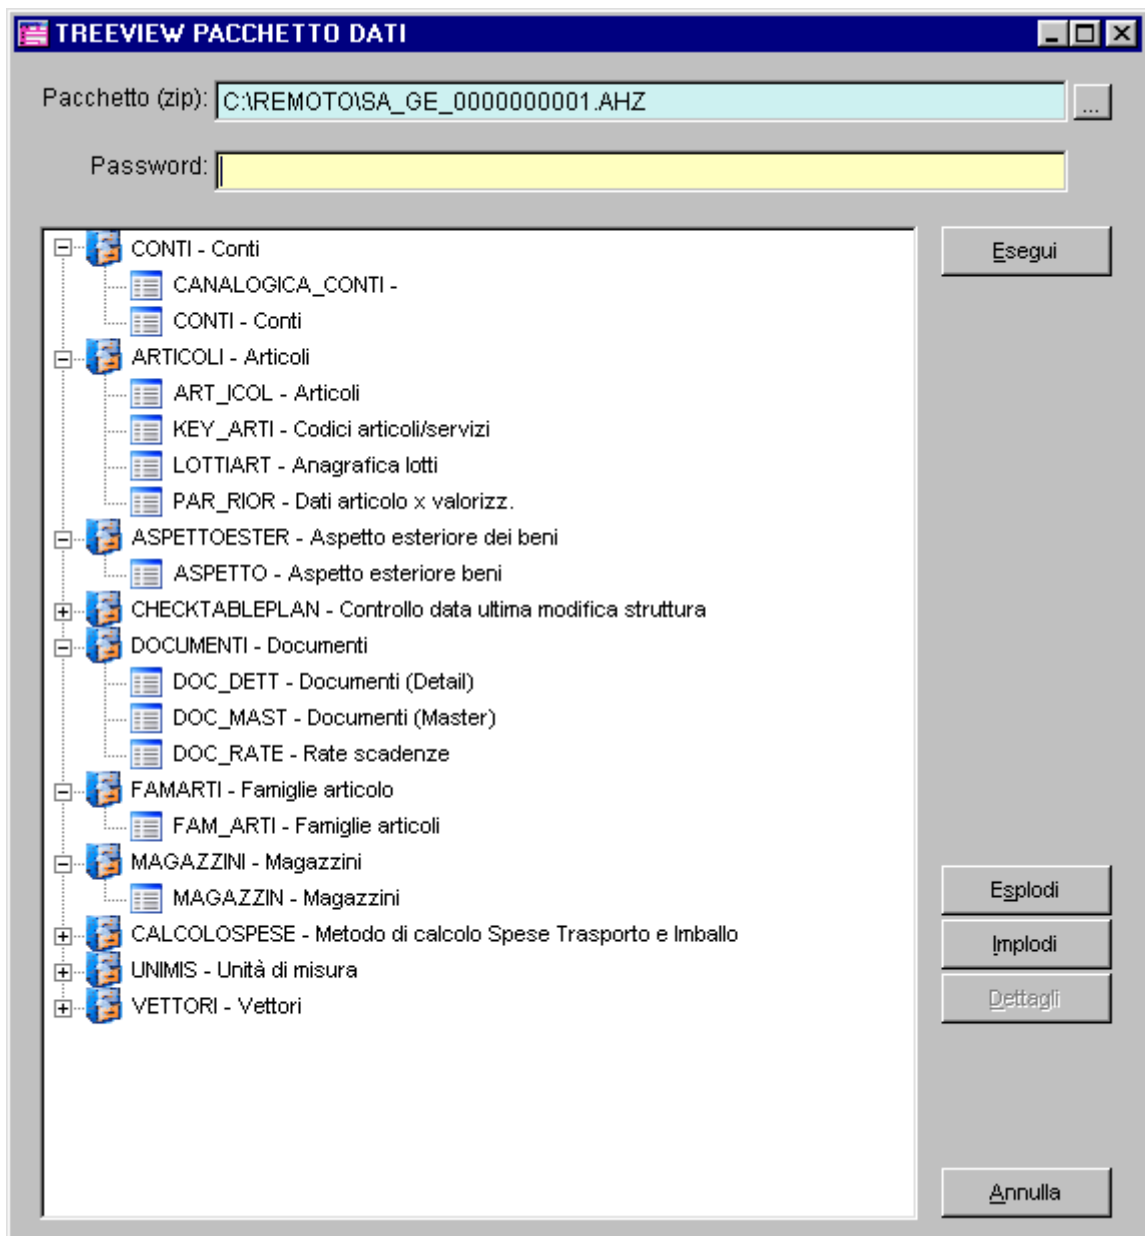 TREEVIEW PACCHETTO DATI
Pacchetto (zip): C:\REMOTO\SA_GE_0000000001.AHZ ...
Password:
CONTI - Conti
Esegui
CANALOGICA_CONTI -
CONTI - Conti
ARTICOLI - Articoli
ART_ICOL - Articoli
KEY_ARTI - Codici articoli/servizi
LOTTIART - Anagrafica lotti
PAR_RIOR - Dati articolo x valorizz.
ASPETTOESTER - Aspetto esteriore dei beni
ASPETTO - Aspetto esteriore beni
CHECKTABLEPLAN - Controllo data ultima modifica struttura
DOCUMENTI - Documenti
DOC_DETT - Documenti (Detail)
DOC_MAST - Documenti (Master)
DOC_RATE - Rate scadenze
FAMARTI - Famiglie articolo
FAM_ARTI - Famiglie articoli
MAGAZZINI - Magazzini
MAGAZZIN - Magazzini
Esplodi
CALCOLOSPESE - Metodo di calcolo Spese Trasporto e Imballo
Implodi
UNIMIS - Unità di misura
VETTORI - Vettori
Dettagli
Annulla